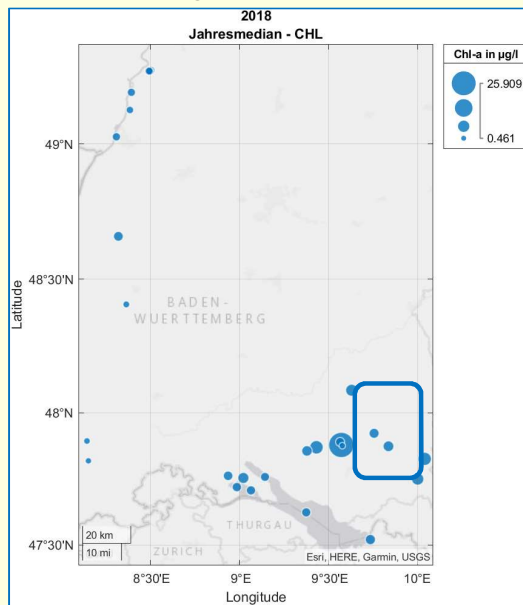 2018
Jahresmedian - CHL
Chl-a in µg/l
25.909
0.461
49°N
48°30'N
48°N
47°30'N
Latitude
BADEN-
WUERTTEMBERG
THURGAU
ZURICH
20 km
10 mi
Esri, HERE, Garmin, USGS
8°30'E
9°E
9°30'E
10°E
Longitude